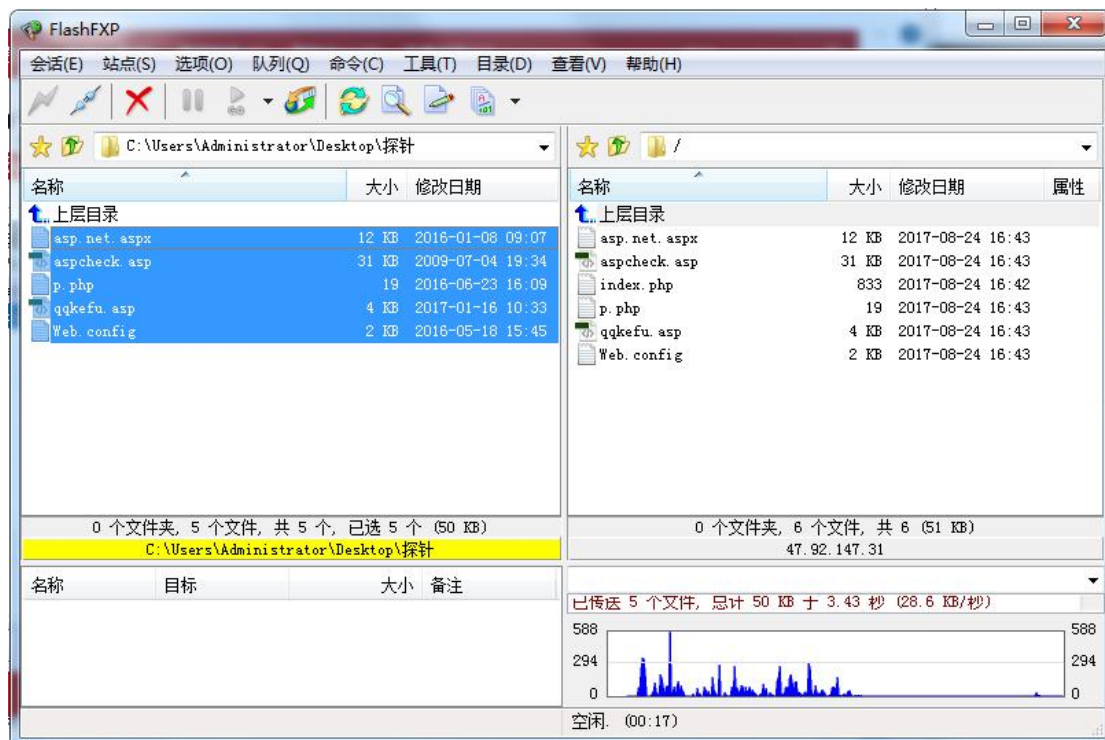 FlashFXP
会话(E) 站点(S) 选项(O) 队列(Q) 命令(C) 工具(T) 目录(D) 查看(V) 帮助(H)
C:\Users\Administrator\Desktop\探针
名称 大小 修改日期
上层目录
asp.net.aspx 12 KB 2016-01-08 09:07
aspcheck.asp 31 KB 2009-07-04 19:34
p.php 19 2016-06-23 16:09
qqkefu.asp 4 KB 2017-01-16 10:33
Web.config 2 KB 2016-05-18 15:45
0 个文件夹, 5 个文件, 共 5 个, 已选 5 个 (50 KB)
C:\Users\Administrator\Desktop\探针
/
名称 大小 修改日期 属性
上层目录
asp.net.aspx 12 KB 2017-08-24 16:43
aspcheck.asp 31 KB 2017-08-24 16:43
index.php 833 2017-08-24 16:42
p.php 19 2017-08-24 16:43
qqkefu.asp 4 KB 2017-08-24 16:43
Web.config 2 KB 2017-08-24 16:43
0 个文件夹, 6 个文件, 共 6 (51 KB)
47.92.147.31
名称 目标 大小 备注
已传送 5 个文件, 总计 50 KB 于 3.43 秒 (28.6 KB/秒)
588 588
294 294
0 0
空闲. (00:17)